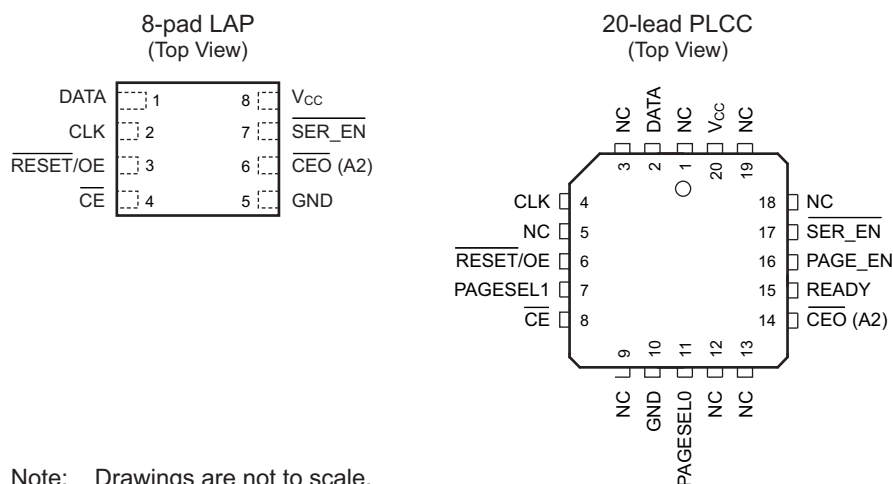 8-pad LAP
(Top View)
DATA 1
CLK 2
RESET/OE 3
CE 4
8 Vcc
7 SER_EN
6 CEO (A2)
5 GND
20-lead PLCC
(Top View)
NC DATA NC Vcc NC
3 2 1 20 19
CLK 4
NC 5
RESET/OE 6
PAGESEL1 7
CE 8
18 NC
17 SER_EN
16 PAGE_EN
15 READY
14 CEO (A2)
9 10 11 12 13
NC GND PAGESEL0 NC NC
Note: Drawings are not to scale.